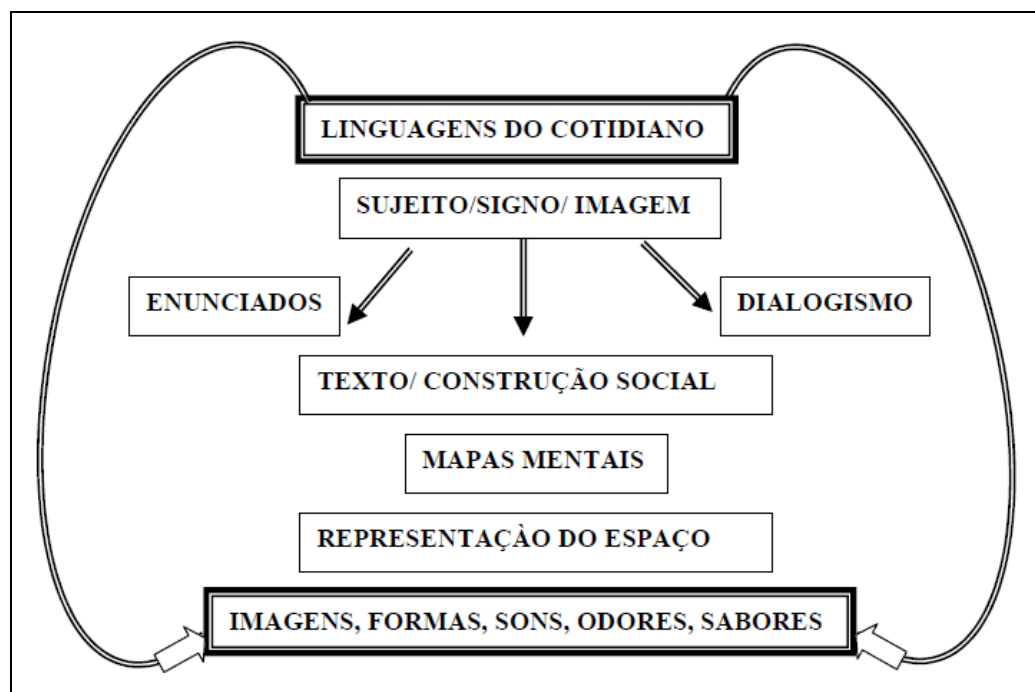 LINGUAGENS DO COTIDIANO
SUJEITO/SIGNO/ IMAGEM
ENUNCIADOS
DIALOGISMO
TEXTO/ CONSTRUÇÃO SOCIAL
MAPAS MENTAIS
REPRESENTAÇÀO DO ESPAÇO
IMAGENS, FORMAS, SONS, ODORES, SABORES